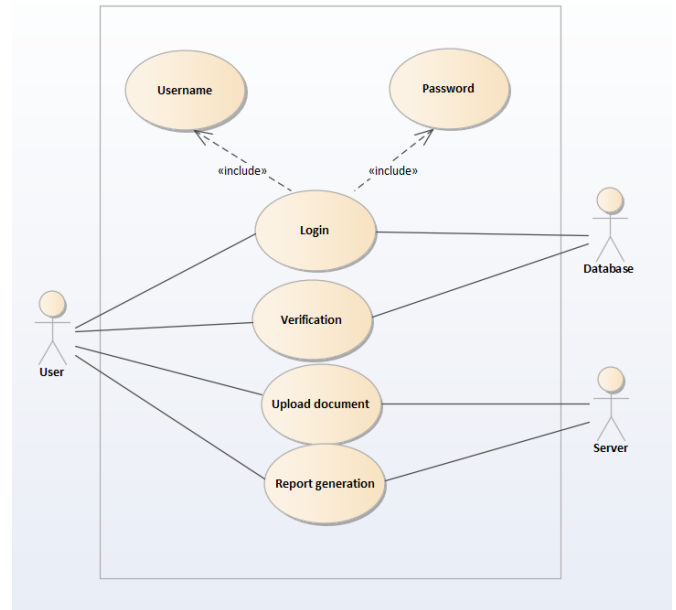 Username
Password
«include»
«include»
Login
Database
Verification
User
Upload document
Server
Report generation